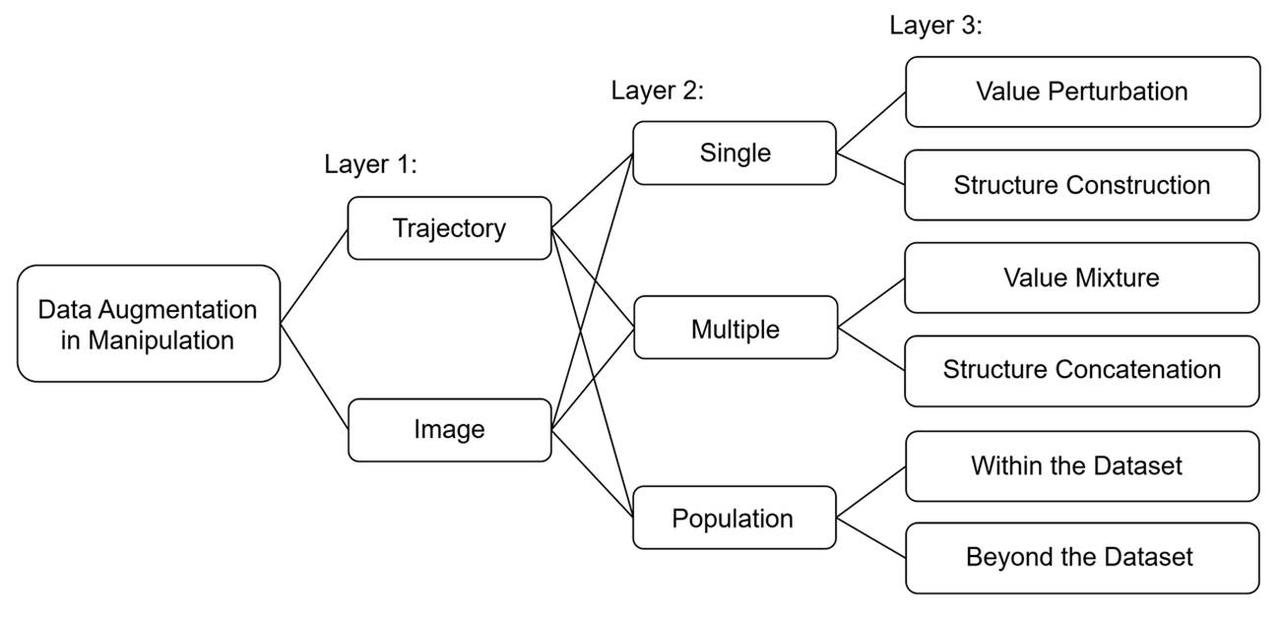 Data Augmentation
in Manipulation
Layer 1:
Trajectory
Image
Layer 2:
Single
Multiple
Population
Layer 3:
Value Perturbation
Structure Construction
Value Mixture
Structure Concatenation
Within the Dataset
Beyond the Dataset